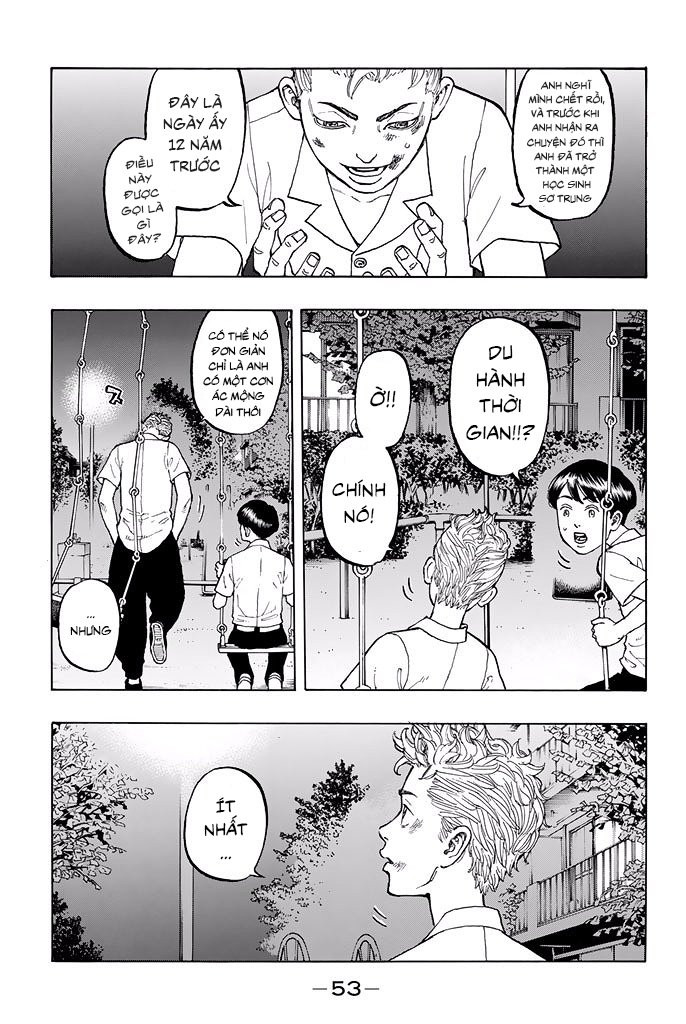 ANH NGHĨ
MÌNH CHẾT RỒI,
VÀ TRƯỚC KHI
ANH NHẬN RA
CHUYỆN ĐÓ THÌ
ANH ĐÃ TRỞ
THÀNH MỘT
HỌC SINH
SƠ TRUNG
ĐÂY LÀ
NGÀY ẤY
12 NĂM
TRƯỚC
ĐIỀU
NÀY ĐƯỢC
GỌI LÀ
GÌ
ĐÂY?
DU
HÀNH
THỜI
GIAN!!?
Ờ!!
CHÍNH
NÓ!
CÓ THỂ NÓ
ĐƠN GIẢN
CHỈ LÀ ANH
CÓ MỘT CƠN
ÁC MỘNG
DÀI THÔI
...
NHƯNG
ÍT
NHẤT
...
—53—